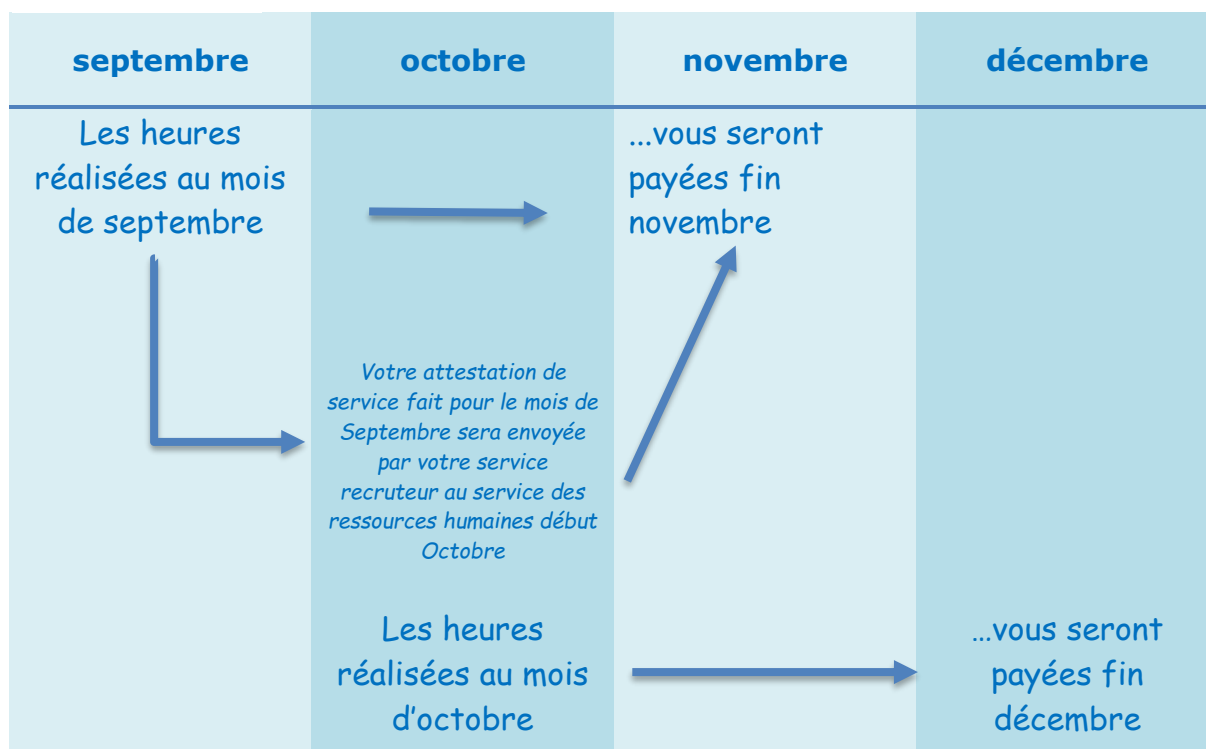 septembre
octobre
novembre
décembre
Les heures
réalisées au mois
de septembre
...vous seront
payées fin
novembre
Votre attestation de
service fait pour le mois de
Septembre sera envoyée
par votre service
recruteur au service des
ressources humaines début
Octobre
Les heures
réalisées au mois
d'octobre
...vous seront
payées fin
décembre